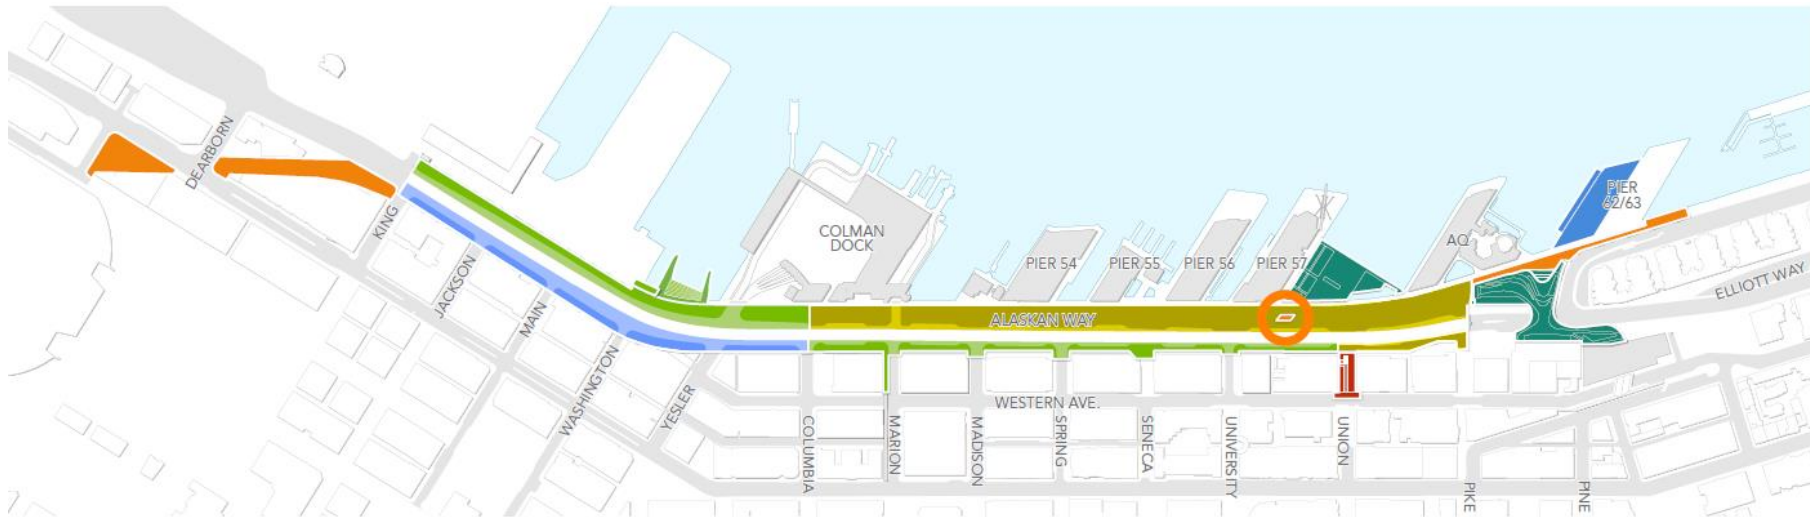 DEARBORN
KING
JACKSON
MAIN
WASHINGTON
YESLER
COLMAN
DOCK
PIER 54
PIER 55
PIER 56
PIER 57
AQ
PIER
62/63
ELLIOTT WAY
ALASKAN WAY
WESTERN AVE.
COLUMBIA
MARION
MADISON
SPRING
SENECA
UNIVERSITY
UNION
PIKE
PINE